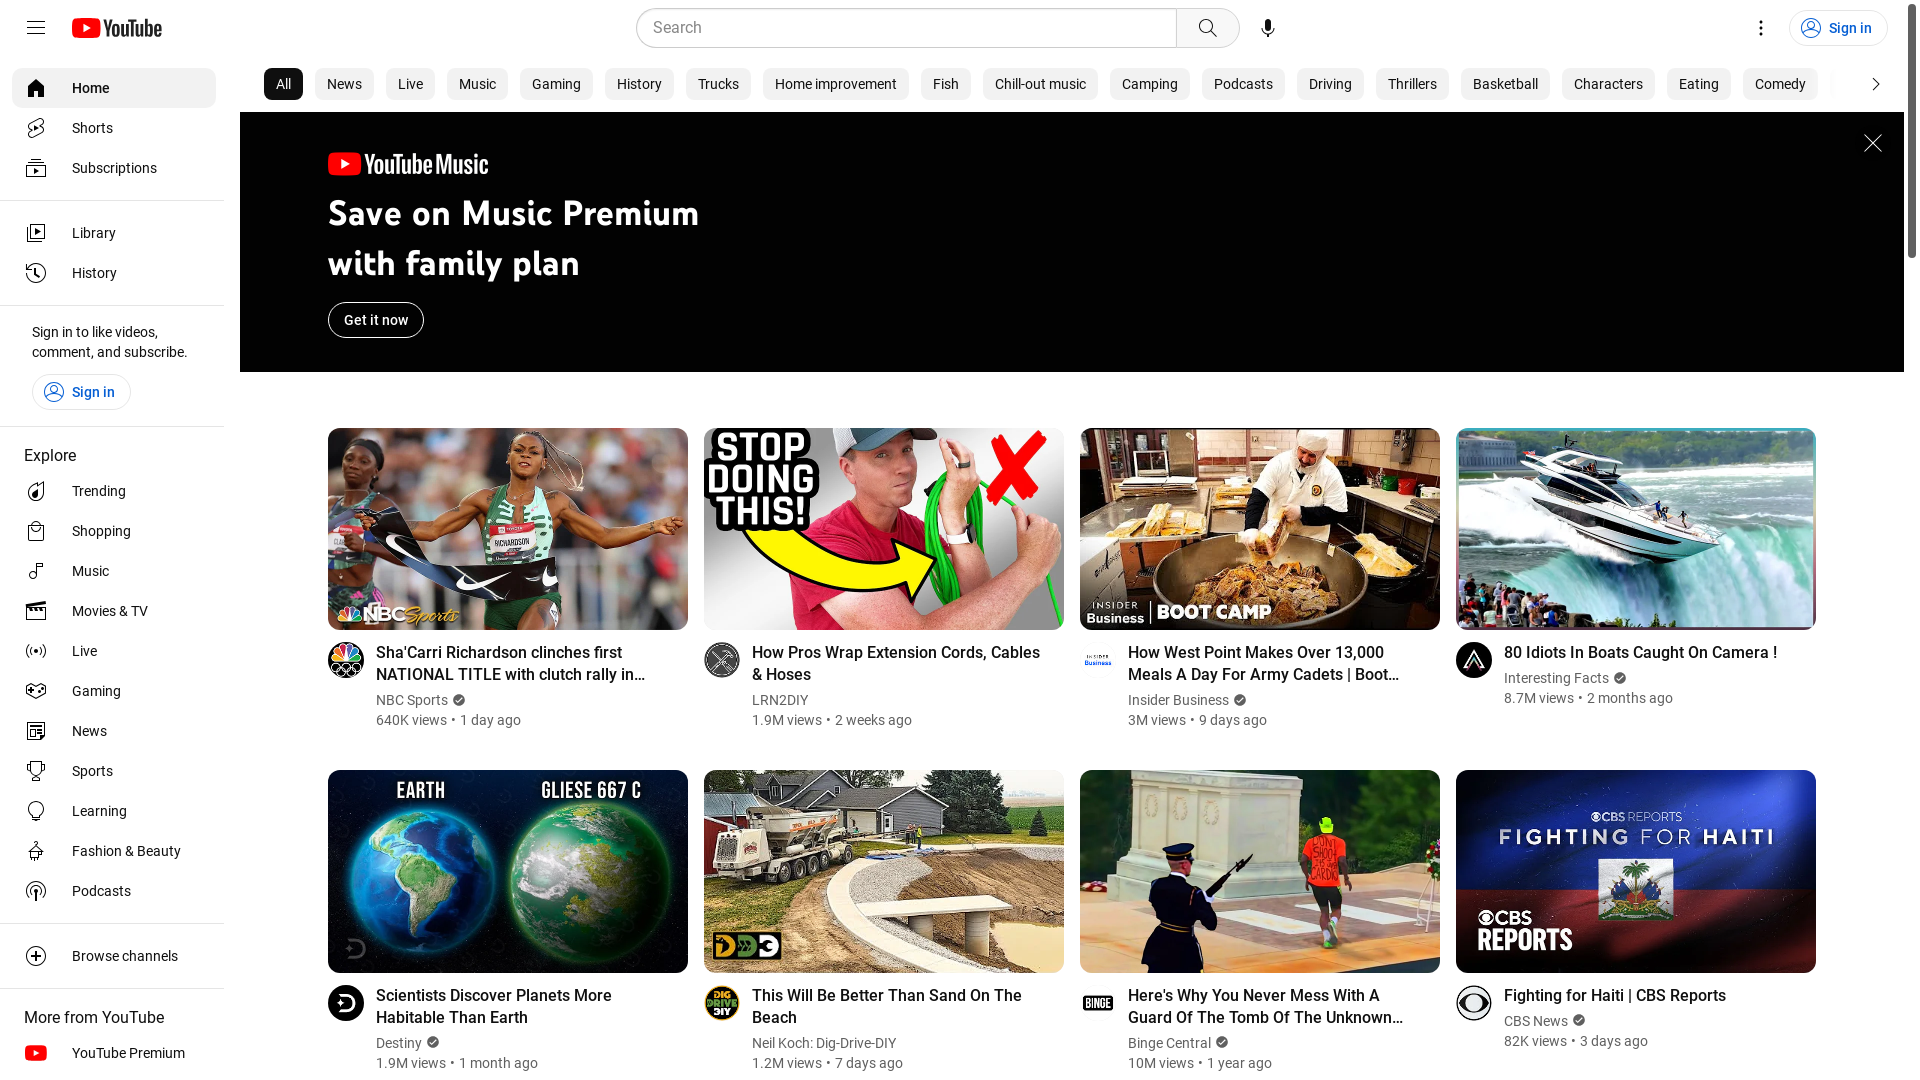 YouTube
Search
Sign in
Home
Shorts
Subscriptions
Library
History
Sign in to like videos,
comment, and subscribe.
Sign in
Explore
Trending
Shopping
Music
Movies & TV
Live
Gaming
News
Sports
Learning
Fashion & Beauty
Podcasts
Browse channels
More from YouTube
YouTube Premium
All
News
Live
Music
Gaming
History
Trucks
Home improvement
Fish
Chill-out music
Camping
Podcasts
Driving
Thrillers
Basketball
Characters
Eating
Comedy
YouTube Music
Save on Music Premium
with family plan
Get it now
RICHARDSON
NBC Sports
Sha'Carri Richardson clinches first
NATIONAL TITLE with clutch rally in...
NBC Sports
640K views • 1 day ago
STOP
DOING
THIS!
How Pros Wrap Extension Cords, Cables
& Hoses
LRN2DIY
1.9M views • 2 weeks ago
INSIDER
Business | BOOT CAMP
INSIDER
Business
How West Point Makes Over 13,000
Meals A Day For Army Cadets | Boot...
Insider Business
3M views • 9 days ago
80 Idiots In Boats Caught On Camera !
Interesting Facts
8.7M views • 2 months ago
EARTH
GLIESE 667 C
Scientists Discover Planets More
Habitable Than Earth
Destiny
1.9M views • 1 month ago
DIG
DRIVE
DIY
This Will Be Better Than Sand On The
Beach
Neil Koch: Dig-Drive-DIY
1.2M views • 7 days ago
DON'T
SHOOT
CARDIO
BINGE
Here's Why You Never Mess With A
Guard Of The Tomb Of The Unknown...
Binge Central
10M views • 1 year ago
CBS REPORTS
FIGHTING FOR HAITI
CBS
REPORTS
Fighting for Haiti | CBS Reports
CBS News
82K views • 3 days ago